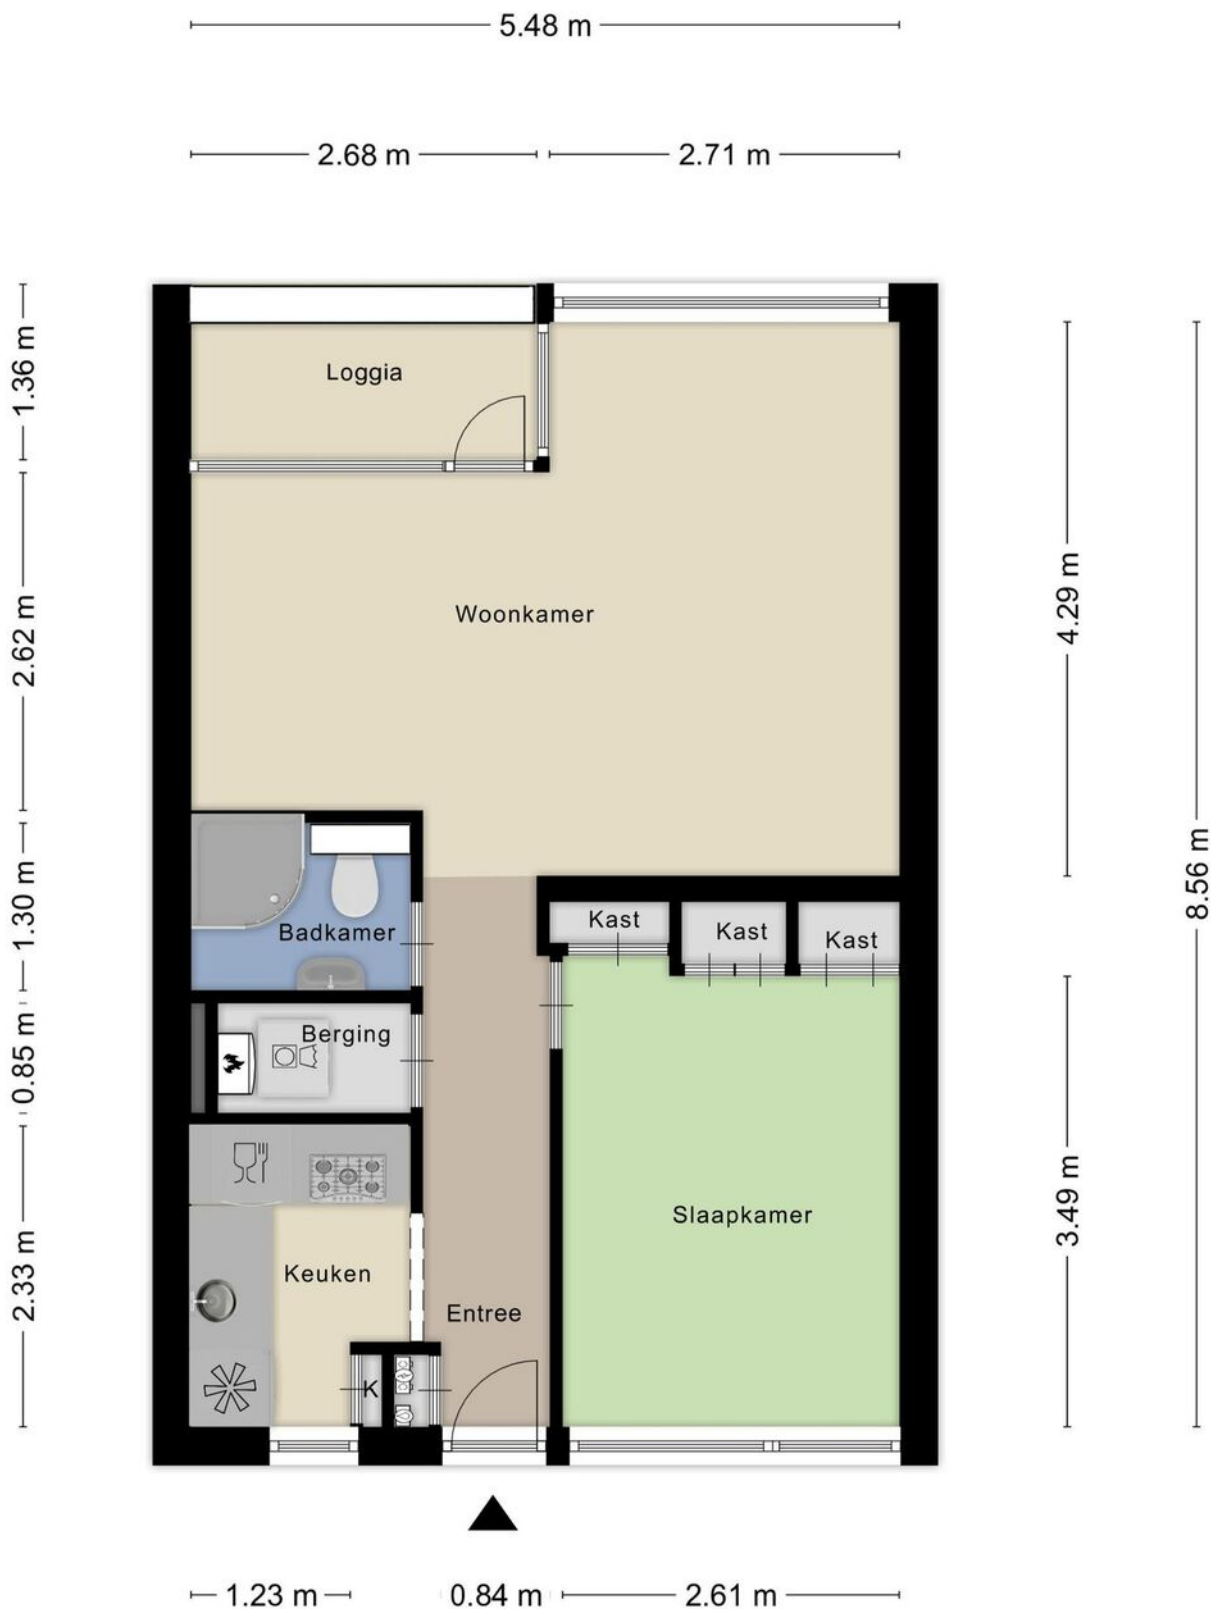 5.48 m
2.68 m
2.71 m
1.36 m
Loggia
2.62 m
Woonkamer
4.29 m
8.56 m
1.30 m
Badkamer
Kast
Kast
Kast
0.85 m
Berging
2.33 m
Keuken
Entree
Slaapkamer
3.49 m
K
1.23 m
0.84 m
2.61 m